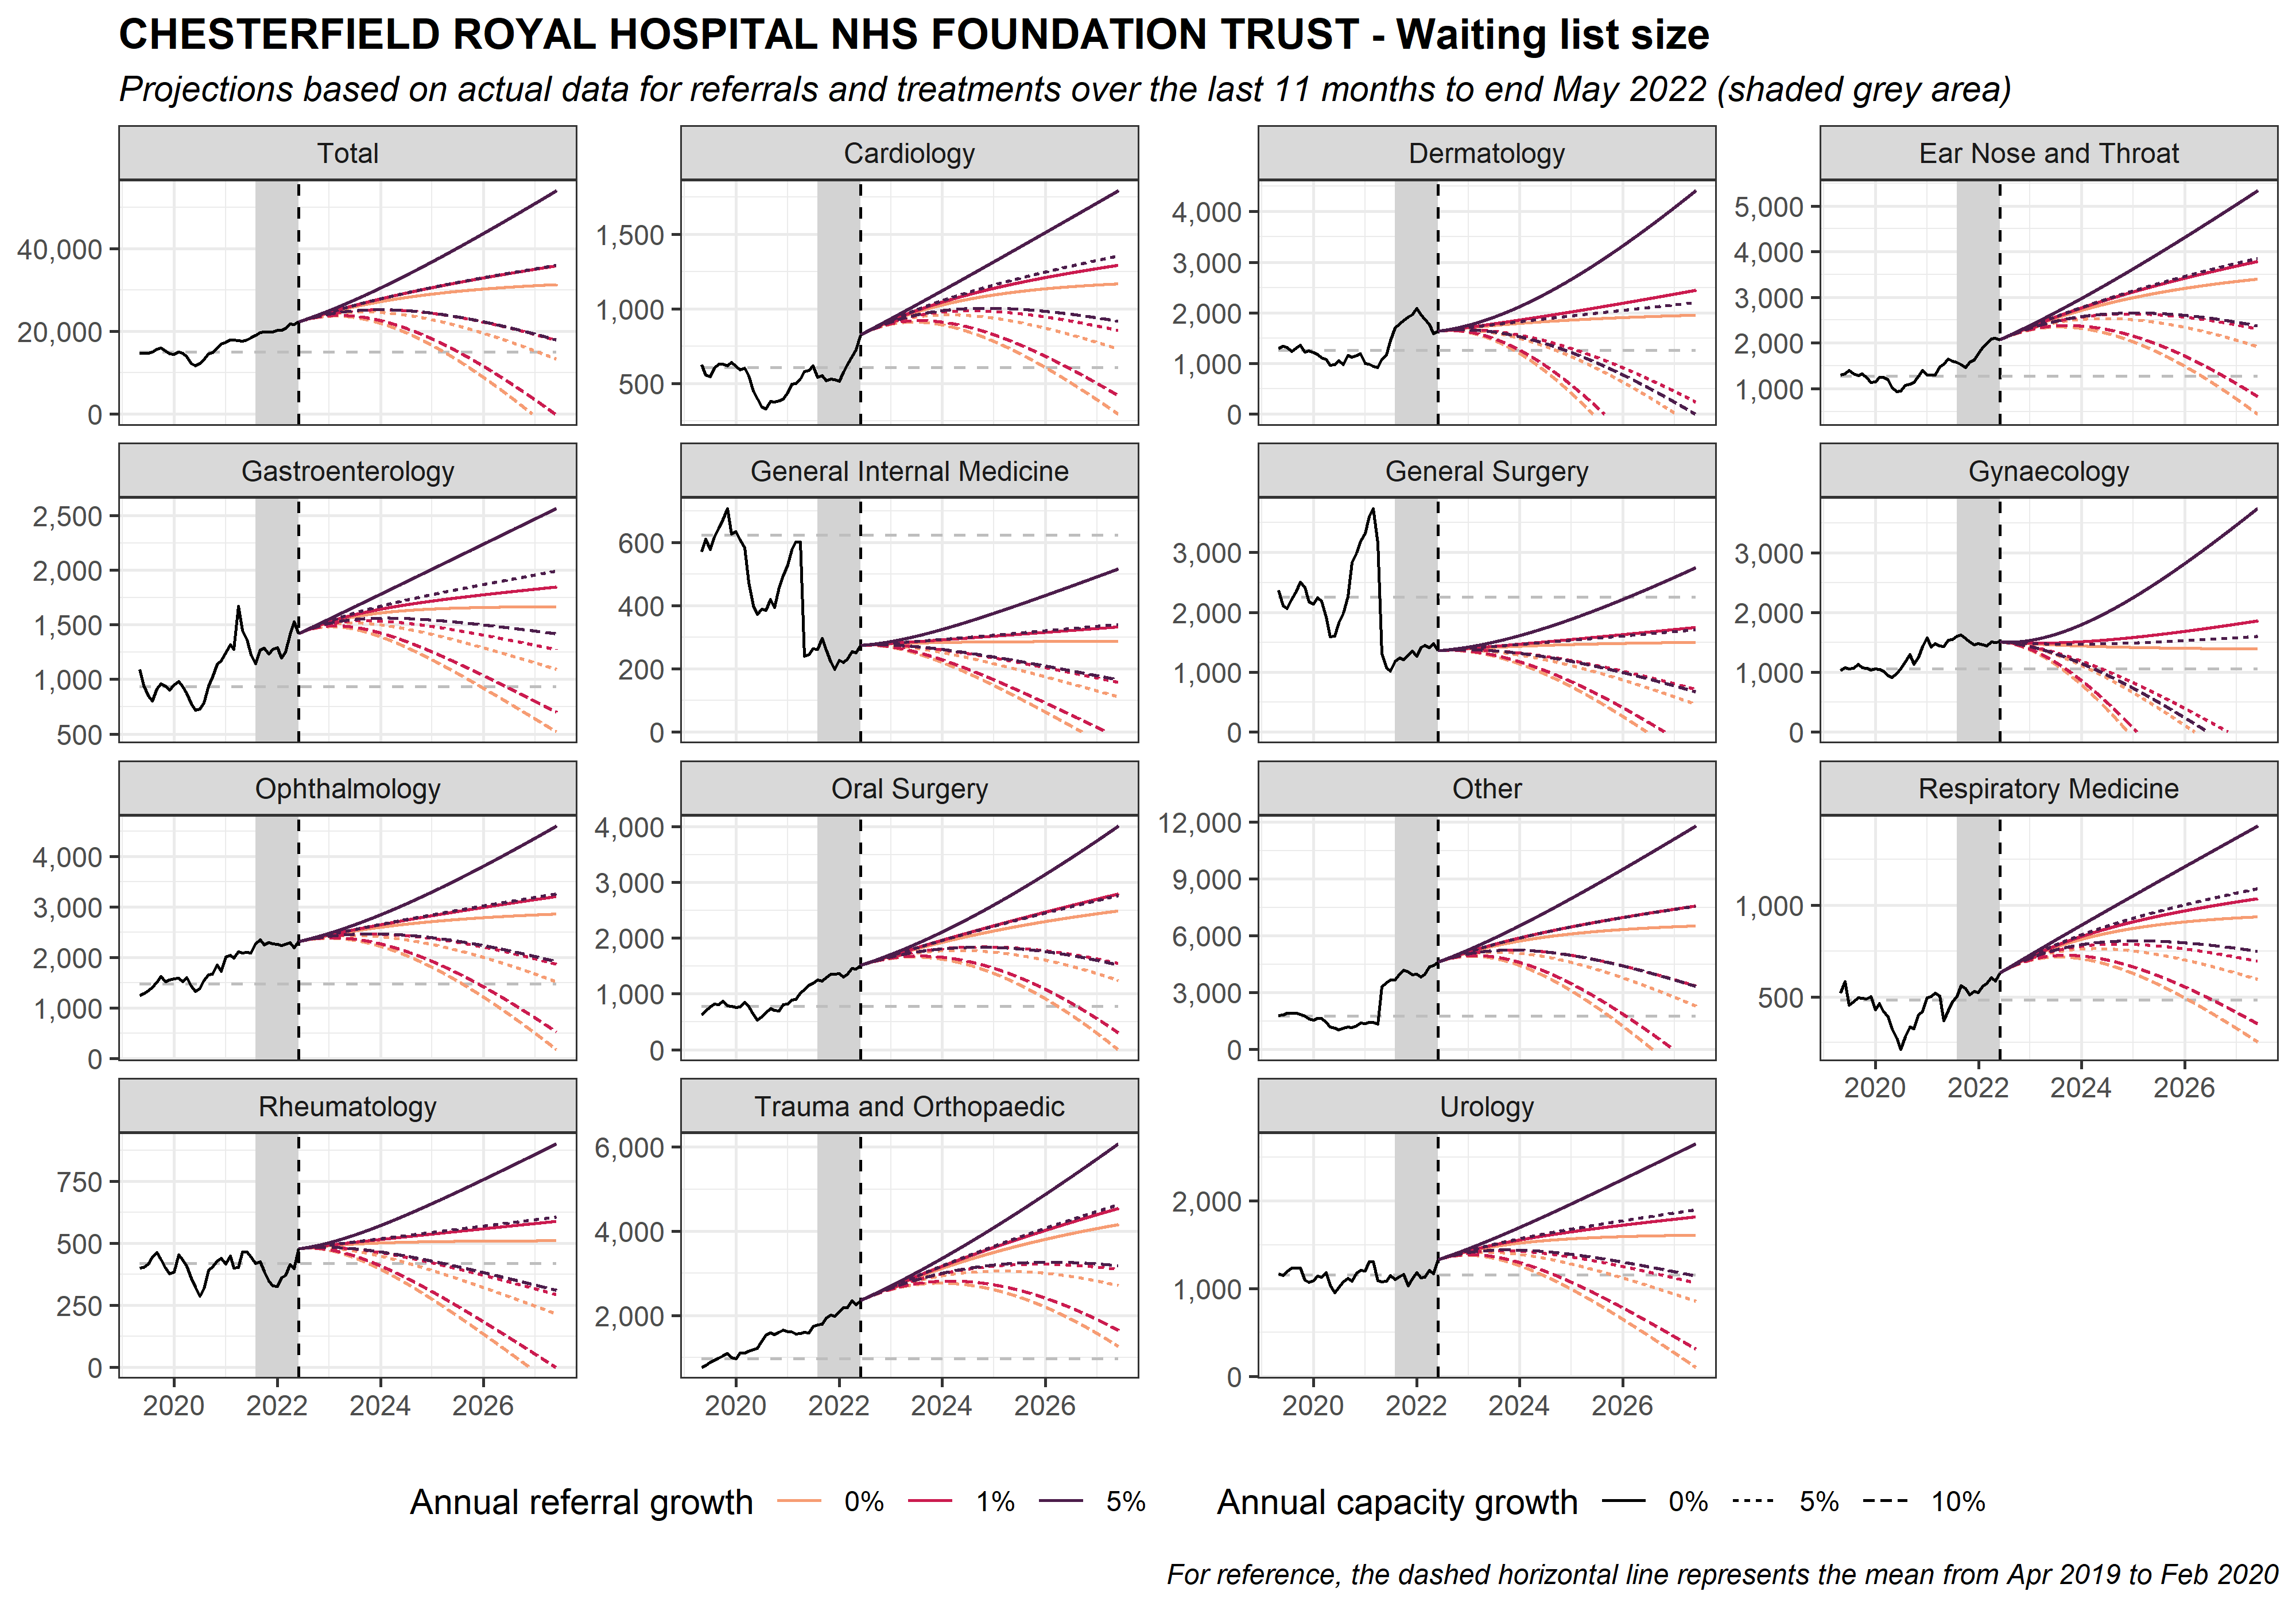 CHESTERFIELD ROYAL HOSPITAL NHS FOUNDATION TRUST - Waiting list size
Projections based on actual data for referrals and treatments over the last 11 months to end May 2022 (shaded grey area)
Total
40,000
20,000
0
Cardiology
1,500
1,000
500
Dermatology
4,000
3,000
2,000
1,000
0
Ear Nose and Throat
5,000
4,000
3,000
2,000
1,000
Gastroenterology
2,500
2,000
1,500
1,000
500
General Internal Medicine
600
400
200
0
General Surgery
3,000
2,000
1,000
0
Gynaecology
3,000
2,000
1,000
0
Ophthalmology
4,000
3,000
2,000
1,000
0
Oral Surgery
4,000
3,000
2,000
1,000
0
Other
12,000
9,000
6,000
3,000
0
Respiratory Medicine
1,000
500
2020 2022 2024 2026
Rheumatology
750
500
250
0
2020 2022 2024 2026
Trauma and Orthopaedic
6,000
4,000
2,000
2020 2022 2024 2026
Urology
2,000
1,000
0
2020 2022 2024 2026
Annual referral growth 0% 1% 5% Annual capacity growth 0% 5% 10%
For reference, the dashed horizontal line represents the mean from Apr 2019 to Feb 2020